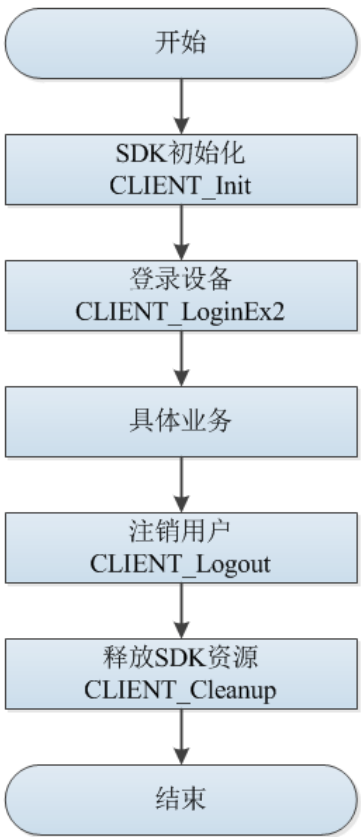 开始
SDK初始化
CLIENT_Init
登录设备
CLIENT_LoginEx2
具体业务
注销用户
CLIENT_Logout
释放SDK资源
CLIENT_Cleanup
结束